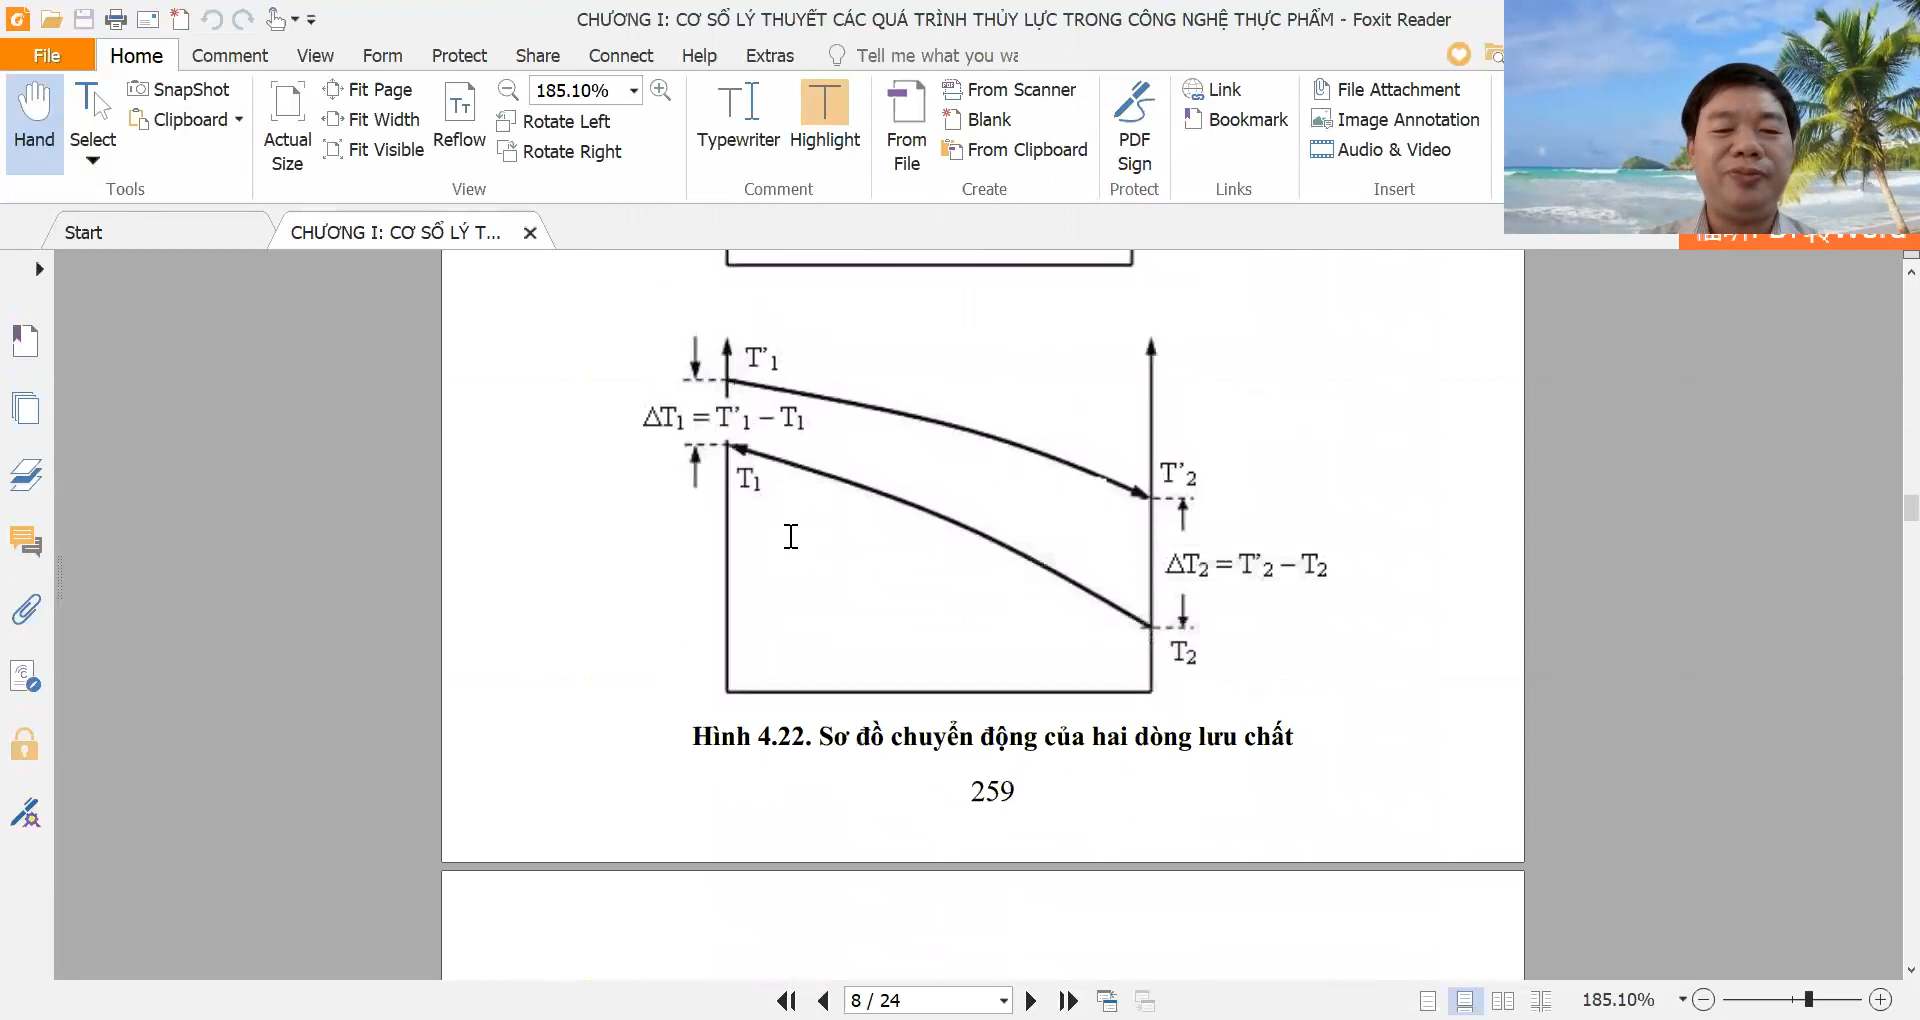 CHƯƠNG I: CƠ SỔ LÝ THUYẾT CÁC QUÁ TRÌNH THỦY LỰC TRONG CÔNG NGHỆ THỰC PHẨM - Foxit Reader
File Home Comment View Form Protect Share Connect Help Extras Tell me what you wa
Hand
Select
SnapShot
Clipboard
Tools
Actual Size
Fit Page
Fit Width
Fit Visible
Reflow
185.10%
Rotate Left
Rotate Right
View
Typewriter
Highlight
Comment
From File
From Scanner
Blank
From Clipboard
Create
PDF Sign
Protect
Link
Bookmark
Links
File Attachment
Image Annotation
Audio & Video
Insert
Start
CHƯƠNG I: CƠ SỔ LÝ T...
T'1
ΔT1 = T'1 – T1
T1
T'2
ΔT2 = T'2 – T2
T2
Hình 4.22. Sơ đồ chuyển động của hai dòng lưu chất
259
8 / 24
185.10%